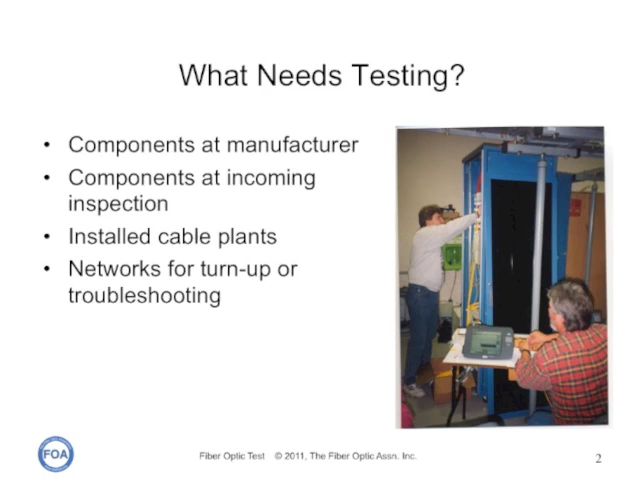 What Needs Testing?
• Components at manufacturer
• Components at incoming
inspection
• Installed cable plants
• Networks for turn-up or
troubleshooting
FOA
Fiber Optic Test © 2011, The Fiber Optic Assn. Inc.
2